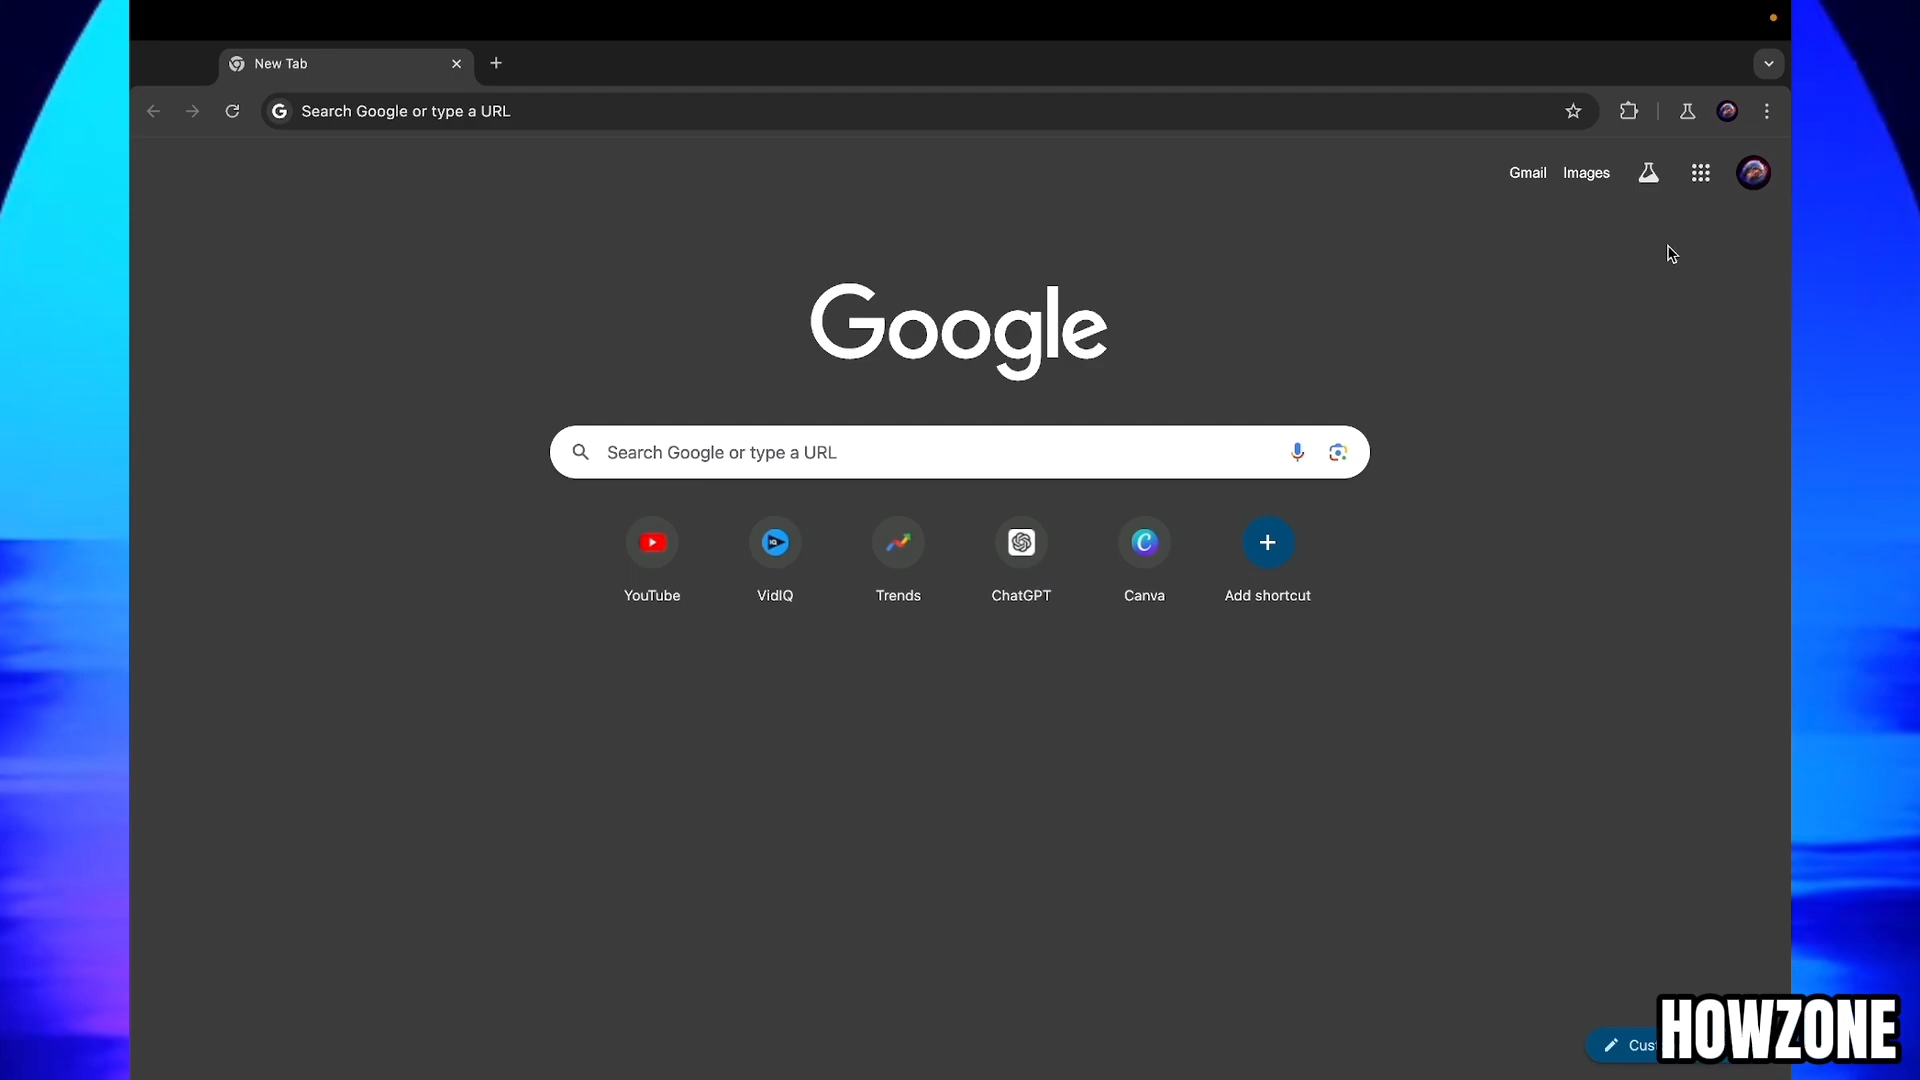 New Tab
Search Google or type a URL
Gmail Images
Google
Search Google or type a URL
YouTube VidIQ Trends ChatGPT Canva Add shortcut
HOWZONE